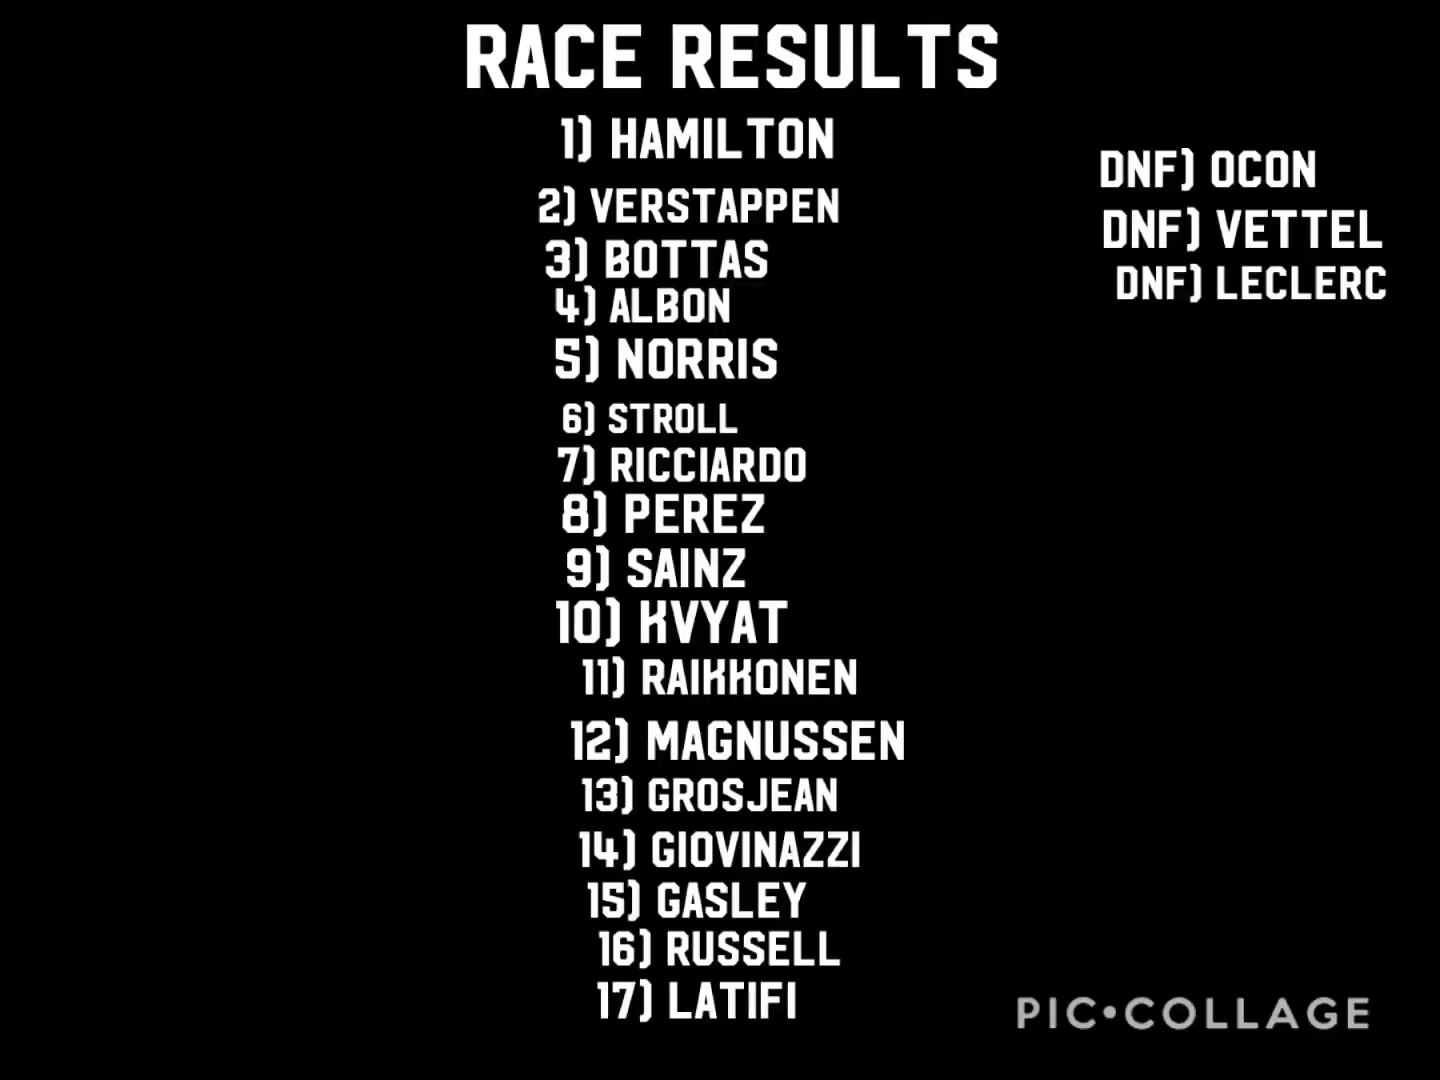 RACE RESULTS
1) HAMILTON
2) VERSTAPPEN
3) BOTTAS
4) ALBON
5) NORRIS
6) STROLL
7) RICCIARDO
8) PEREZ
9) SAINZ
10) KVYAT
11) RAIKKONEN
12) MAGNUSSEN
13) GROSJEAN
14) GIOVINAZZI
15) GASLEY
16) RUSSELL
17) LATIFI
DNF) OCON
DNF) VETTEL
DNF) LECLERC
PIC•COLLAGE